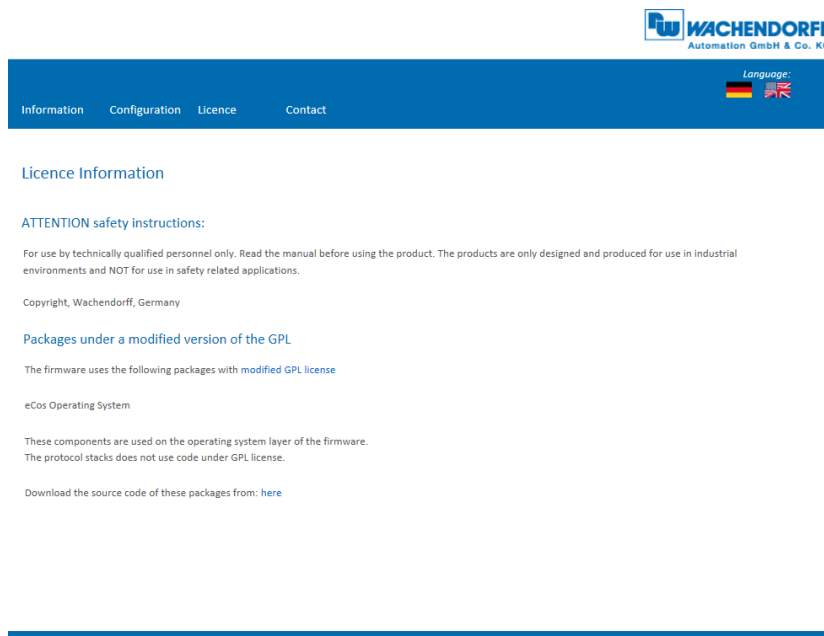 WACHENDORFF
Automation GmbH & Co. KG
Language:
Information Configuration Licence Contact
Licence Information
ATTENTION safety instructions:
For use by technically qualified personnel only. Read the manual before using the product. The products are only designed and produced for use in industrial
environments and NOT for use in safety related applications.
Copyright, Wachendorff, Germany
Packages under a modified version of the GPL
The firmware uses the following packages with modified GPL license
eCos Operating System
These components are used on the operating system layer of the firmware.
The protocol stacks does not use code under GPL license.
Download the source code of these packages from: here